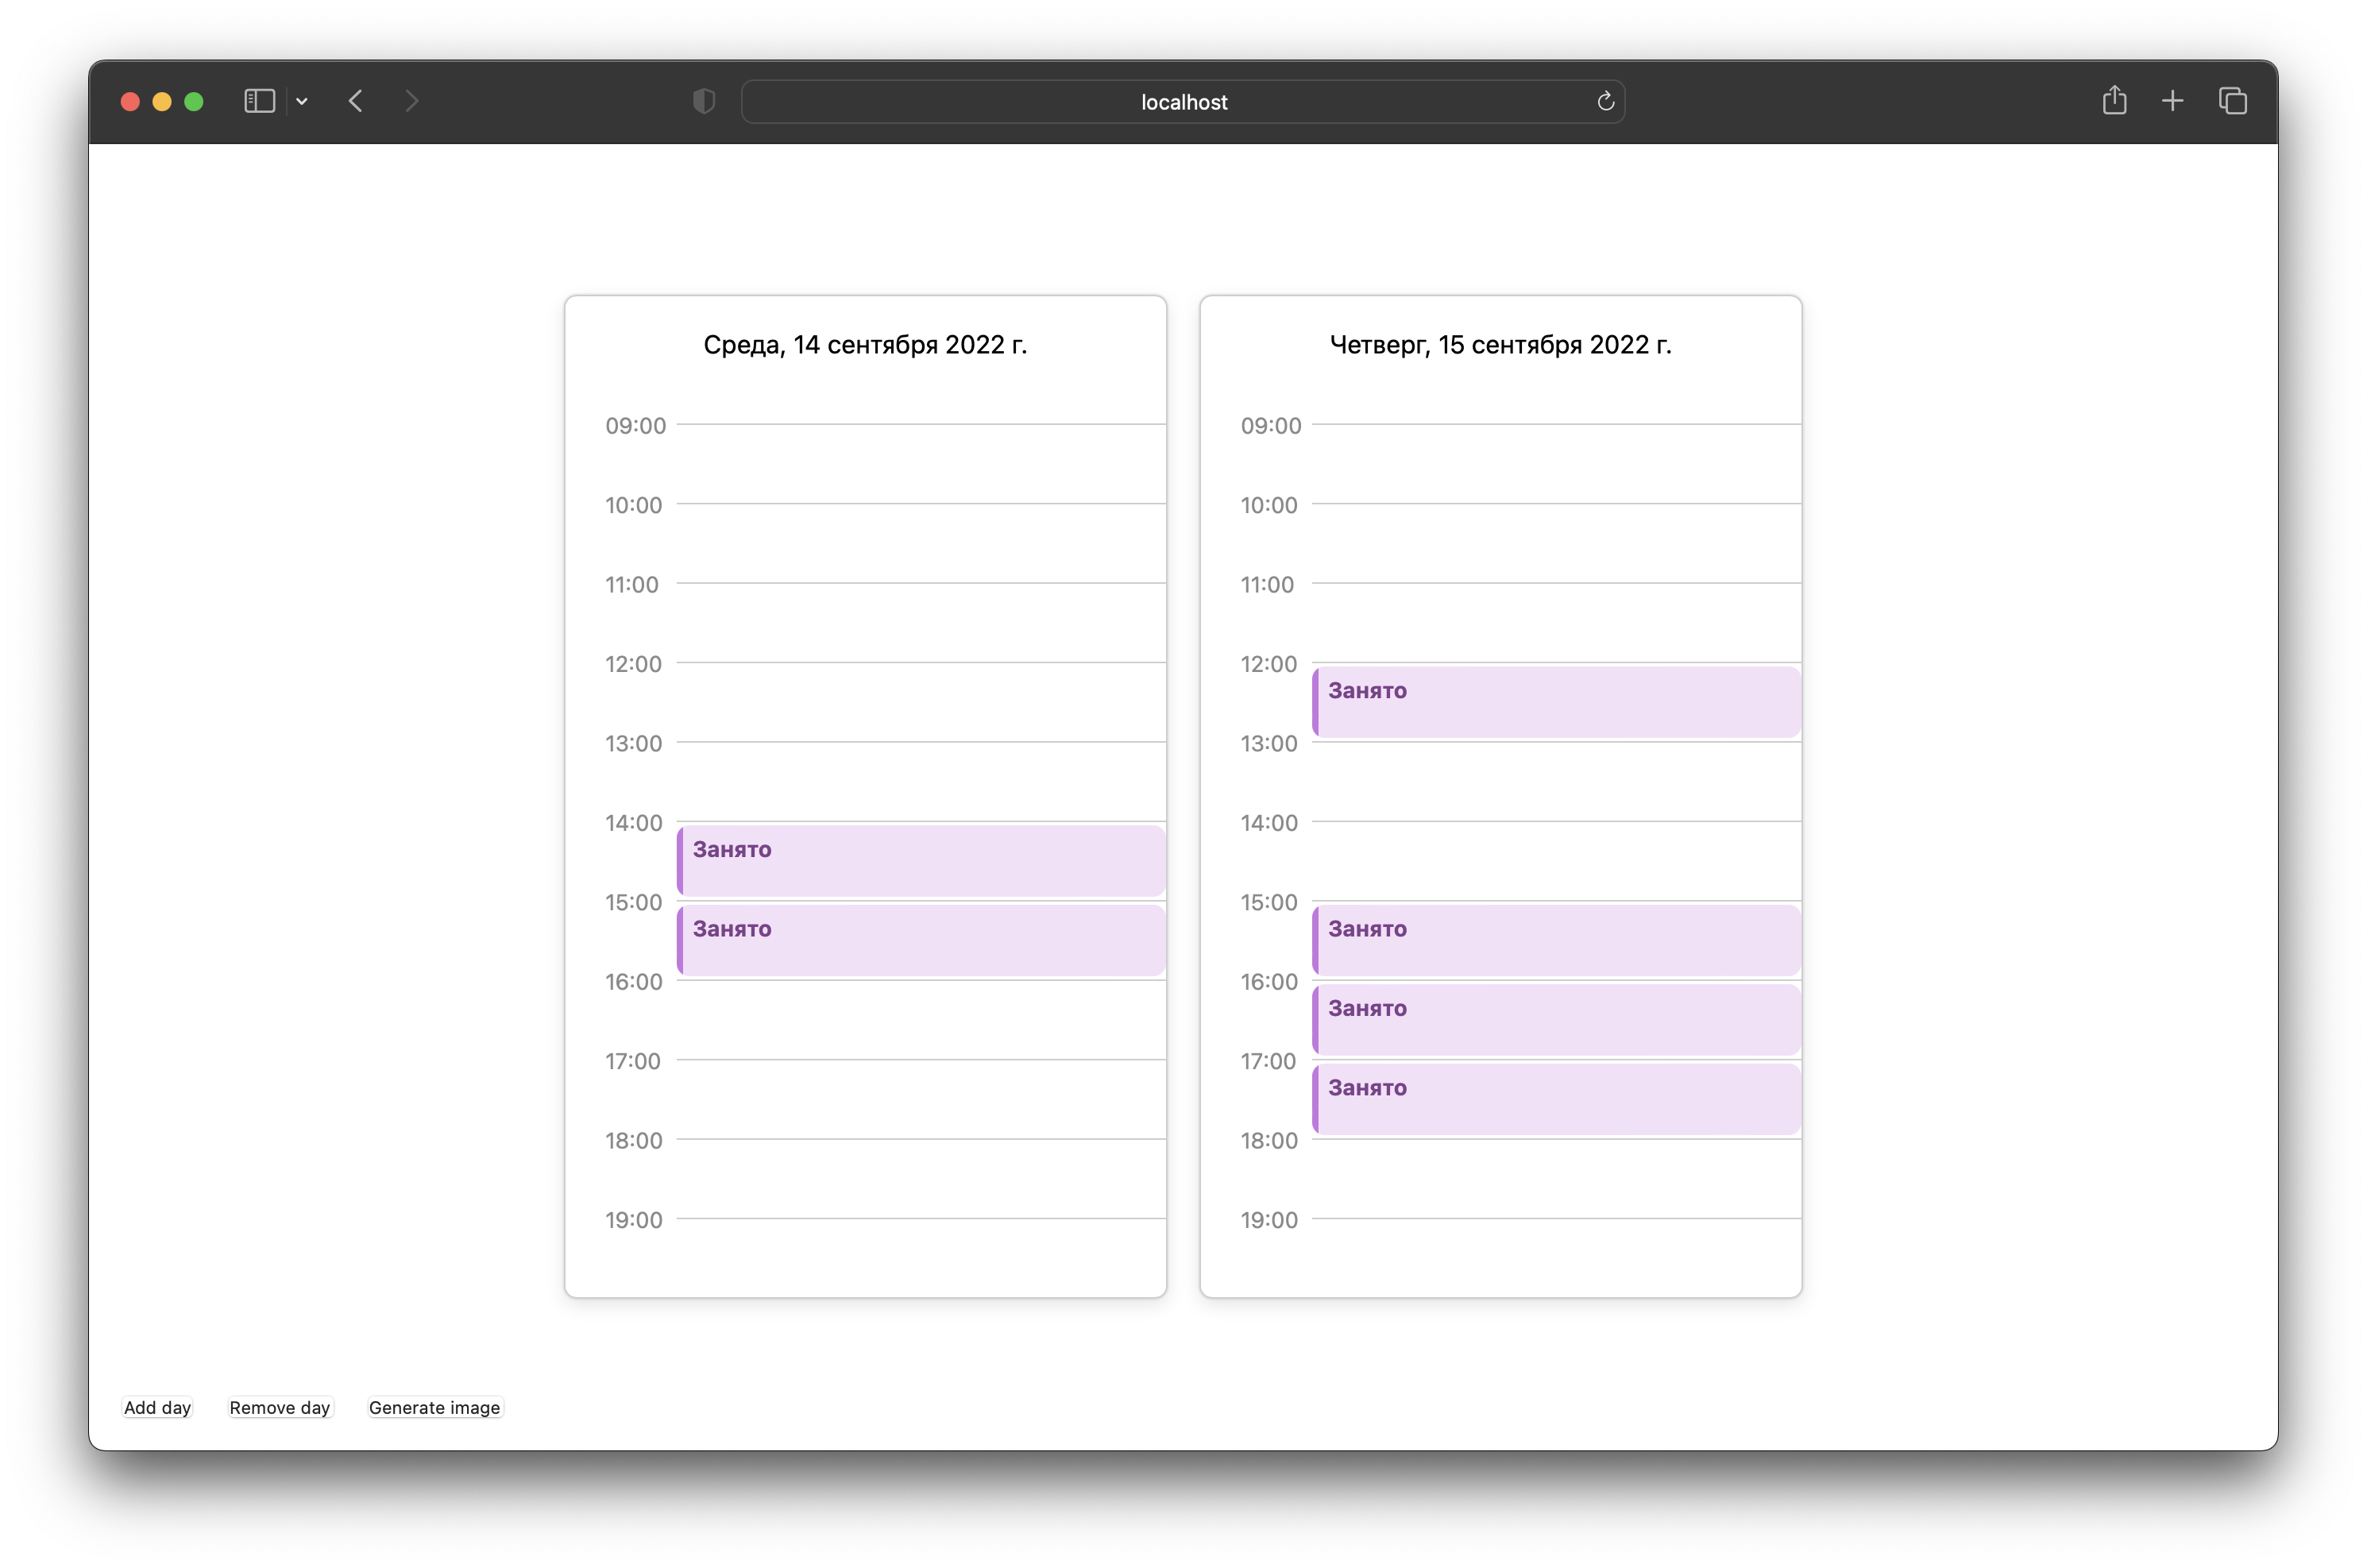 localhost
Среда, 14 сентября 2022 г.
09:00
10:00
11:00
12:00
13:00
14:00
Занято
15:00
Занято
16:00
17:00
18:00
19:00
Четверг, 15 сентября 2022 г.
09:00
10:00
11:00
12:00
Занято
13:00
14:00
15:00
Занято
16:00
Занято
17:00
Занято
18:00
19:00
Add day Remove day Generate image